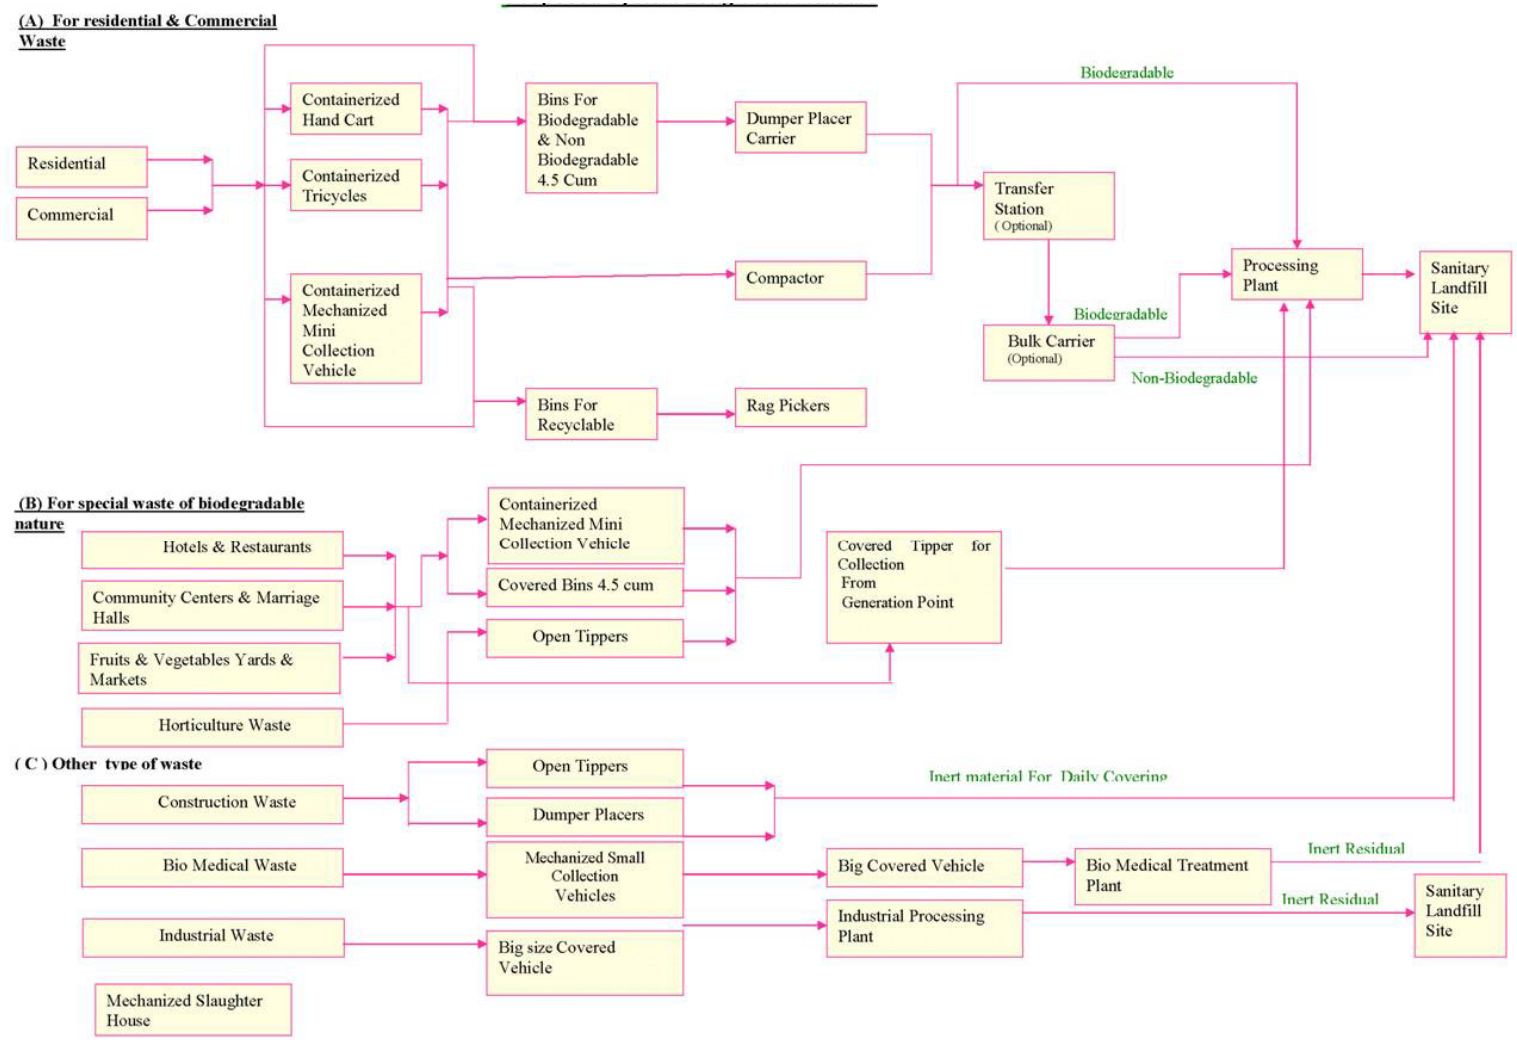 (A) For residential & Commercial
Waste
Biodegradable
Containerized
Hand Cart
Bins For
Biodegradable
& Non
Biodegradable
4.5 Cum
Dumper Placer
Carrier
Residential
Containerized
Tricycles
Commercial
Transfer
Station
( Optional)
Containerized
Mechanized
Mini
Collection
Vehicle
Compactor
Processing
Plant
Sanitary
Landfill
Site
Biodegradable
Bulk Carrier
(Optional)
Non-Biodegradable
Bins For
Recyclable
Rag Pickers
(B) For special waste of biodegradable
nature
Hotels & Restaurants
Containerized
Mechanized Mini
Collection Vehicle
Covered Tipper for
Collection
From
Generation Point
Community Centers & Marriage
Halls
Covered Bins 4.5 cum
Open Tippers
Fruits & Vegetables Yards &
Markets
Horticulture Waste
( C ) Other type of waste
Open Tippers
Inert material For Daily Covering
Construction Waste
Dumper Placers
Bio Medical Waste
Mechanized Small
Collection
Vehicles
Big Covered Vehicle
Bio Medical Treatment
Plant
Inert Residual
Inert Residual
Sanitary
Landfill
Site
Industrial Waste
Big size Covered
Vehicle
Industrial Processing
Plant
Mechanized Slaughter
House